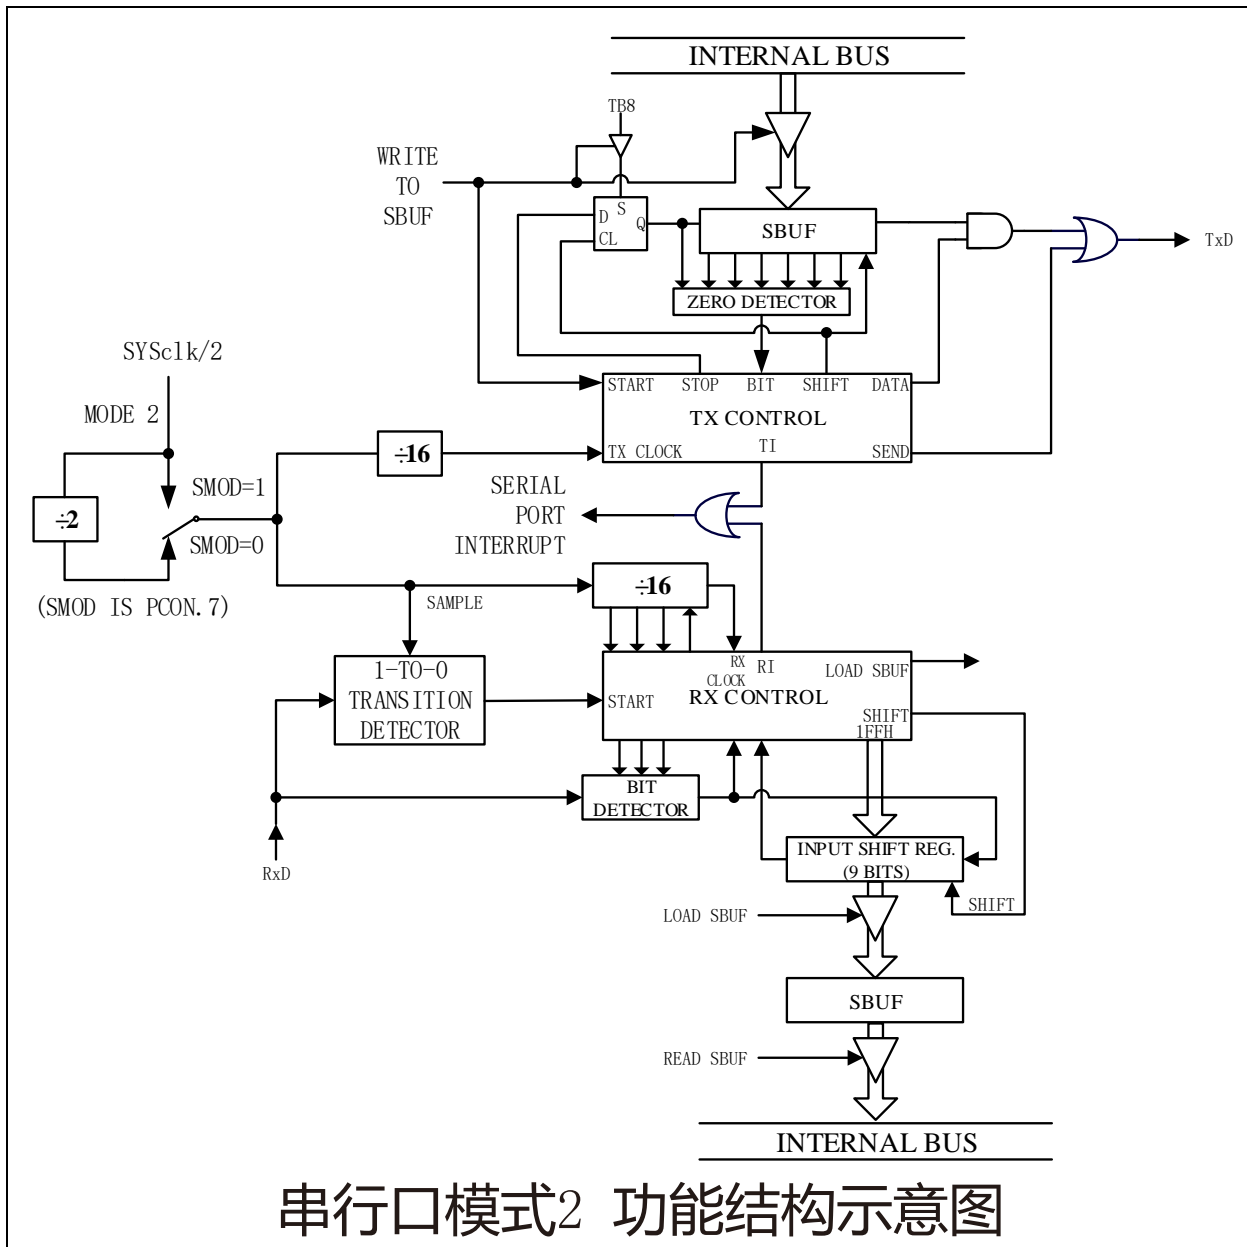 INTERNAL BUS
TB8
WRITE
TO
SBUF
S
D
Q
CL
SBUF
TxD
ZERO DETECTOR
SYSclk/2
MODE 2
START
STOP
BIT
SHIFT
DATA
TX CONTROL
TX CLOCK
TI
SEND
÷16
SMOD=1
÷2
SMOD=0
(SMOD IS PCON.7)
SERIAL
PORT
INTERRUPT
÷16
SAMPLE
1-TO-0
TRANSITION
DETECTOR
RX
CLOCK
RI
LOAD SBUF
START
RX CONTROL
SHIFT
1FFH
BIT
DETECTOR
RxD
INPUT SHIFT REG.
(9 BITS)
SHIFT
LOAD SBUF
SBUF
READ SBUF
INTERNAL BUS
串行口模式2 功能结构示意图